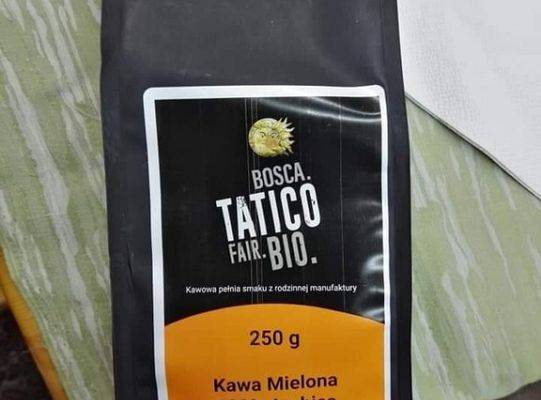 BOSCA.
TATICO
FAIR. BIO.
Kawowa pełnia smaku z rodzinnej manufaktury
250 g
Kawa Mielona